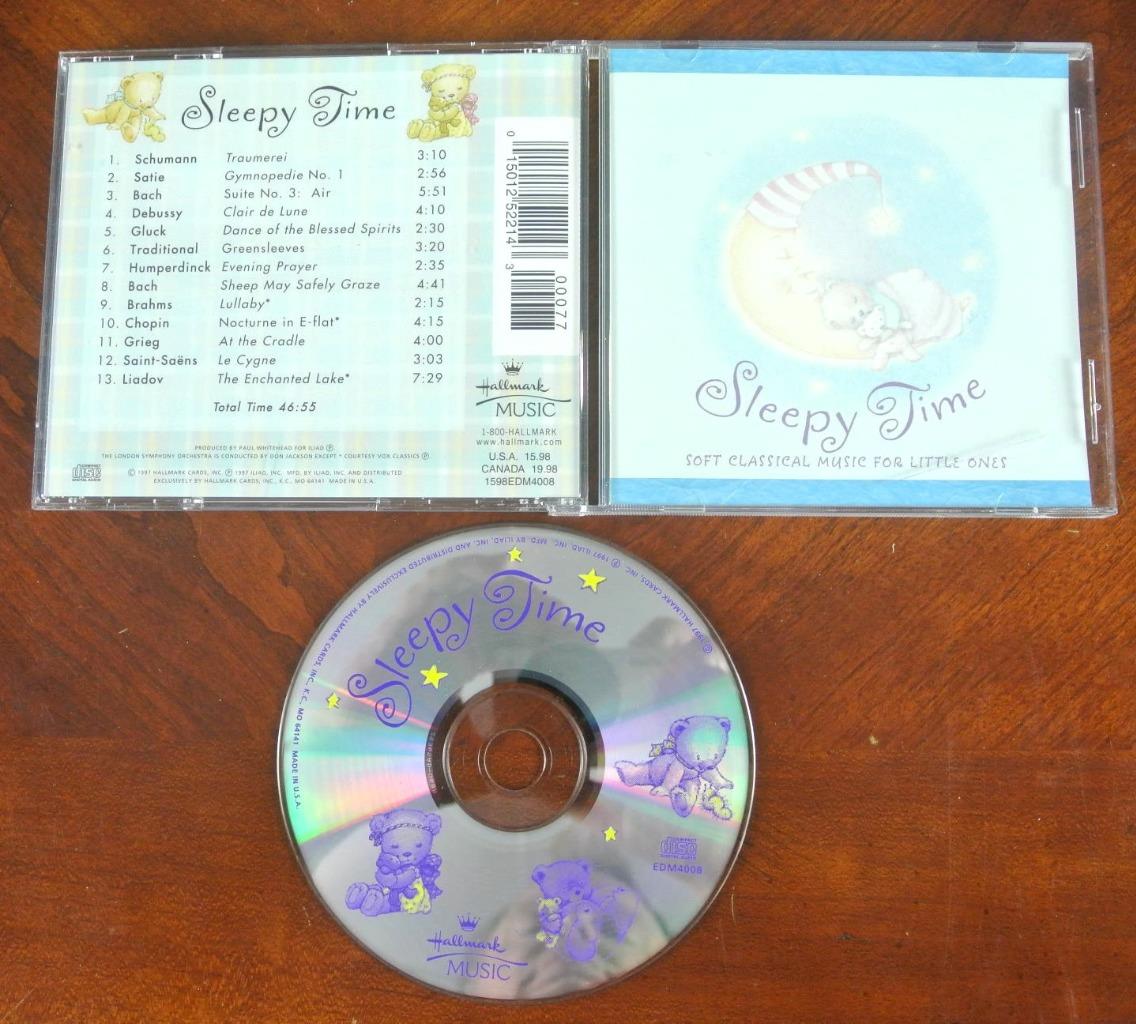 Sleepy Time
1. Schumann Traumerei 3:10
2. Satie Gymnopedie No. 1 2:56
3. Bach Suite No. 3: Air 5:51
4. Debussy Clair de Lune 4:10
5. Gluck Dance of the Blessed Spirits 2:30
6. Traditional Greensleeves 3:20
7. Humperdinck Evening Prayer 2:35
8. Bach Sheep May Safely Graze 4:41
9. Brahms Lullaby* 2:15
10. Chopin Nocturne in E-flat* 4:15
11. Grieg At the Cradle 4:00
12. Saint-Saëns Le Cygne 3:03
13. Liadov The Enchanted Lake* 7:29
Total Time 46:55
PRODUCED BY PAUL WHITEHEAD FOR ILIAD ℗
THE LONDON SYMPHONY ORCHESTRA IS CONDUCTED BY DON JACKSON EXCEPT * COURTESY VOX CLASSICS ℗
COMPACT
disc
DIGITAL AUDIO
© 1997 HALLMARK CARDS, INC. ℗ 1997 ILIAD, INC. MFD. BY ILIAD, INC. AND DISTRIBUTED
EXCLUSIVELY BY HALLMARK CARDS, INC., K.C., MO 64141 MADE IN U.S.A.
0 15012 52214 3
00077
Hallmark
MUSIC
1-800-HALLMARK
www.hallmark.com
U.S.A. 15.98
CANADA 19.98
1598EDM4008
Sleepy Time
SOFT CLASSICAL MUSIC FOR LITTLE ONES
Sleepy Time
© 1997 HALLMARK CARDS, INC. ℗ 1997 ILIAD, INC. MFD. BY ILIAD, INC. AND DISTRIBUTED EXCLUSIVELY BY HALLMARK CARDS, INC., K.C., MO 64141 MADE IN U.S.A.
COMPACT
disc
DIGITAL AUDIO
EDM4008
Hallmark
MUSIC